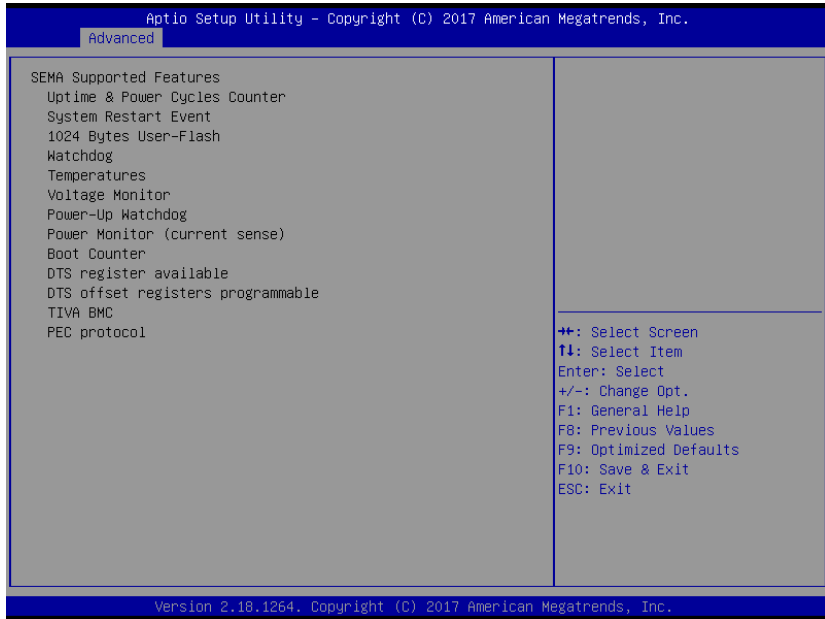 Aptio Setup Utility – Copyright (C) 2017 American Megatrends, Inc.
Advanced
SEMA Supported Features
Uptime & Power Cycles Counter
System Restart Event
1024 Bytes User-Flash
Watchdog
Temperatures
Voltage Monitor
Power-Up Watchdog
Power Monitor (current sense)
Boot Counter
DTS register available
DTS offset registers programmable
TIVA BMC
PEC protocol
→←: Select Screen
↑↓: Select Item
Enter: Select
+/-: Change Opt.
F1: General Help
F8: Previous Values
F9: Optimized Defaults
F10: Save & Exit
ESC: Exit
Version 2.18.1264. Copyright (C) 2017 American Megatrends, Inc.